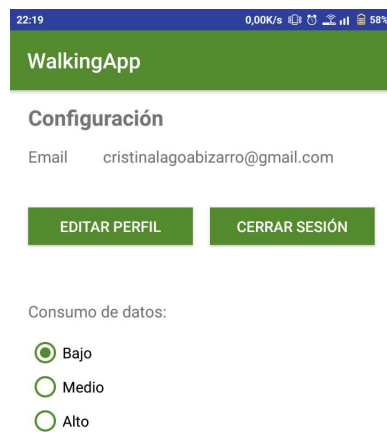 22:19 0,00K/s 58%
WalkingApp
Configuración
Email cristinalagoabizarro@gmail.com
EDITAR PERFIL CERRAR SESIÓN
Consumo de datos:
Bajo
Medio
Alto